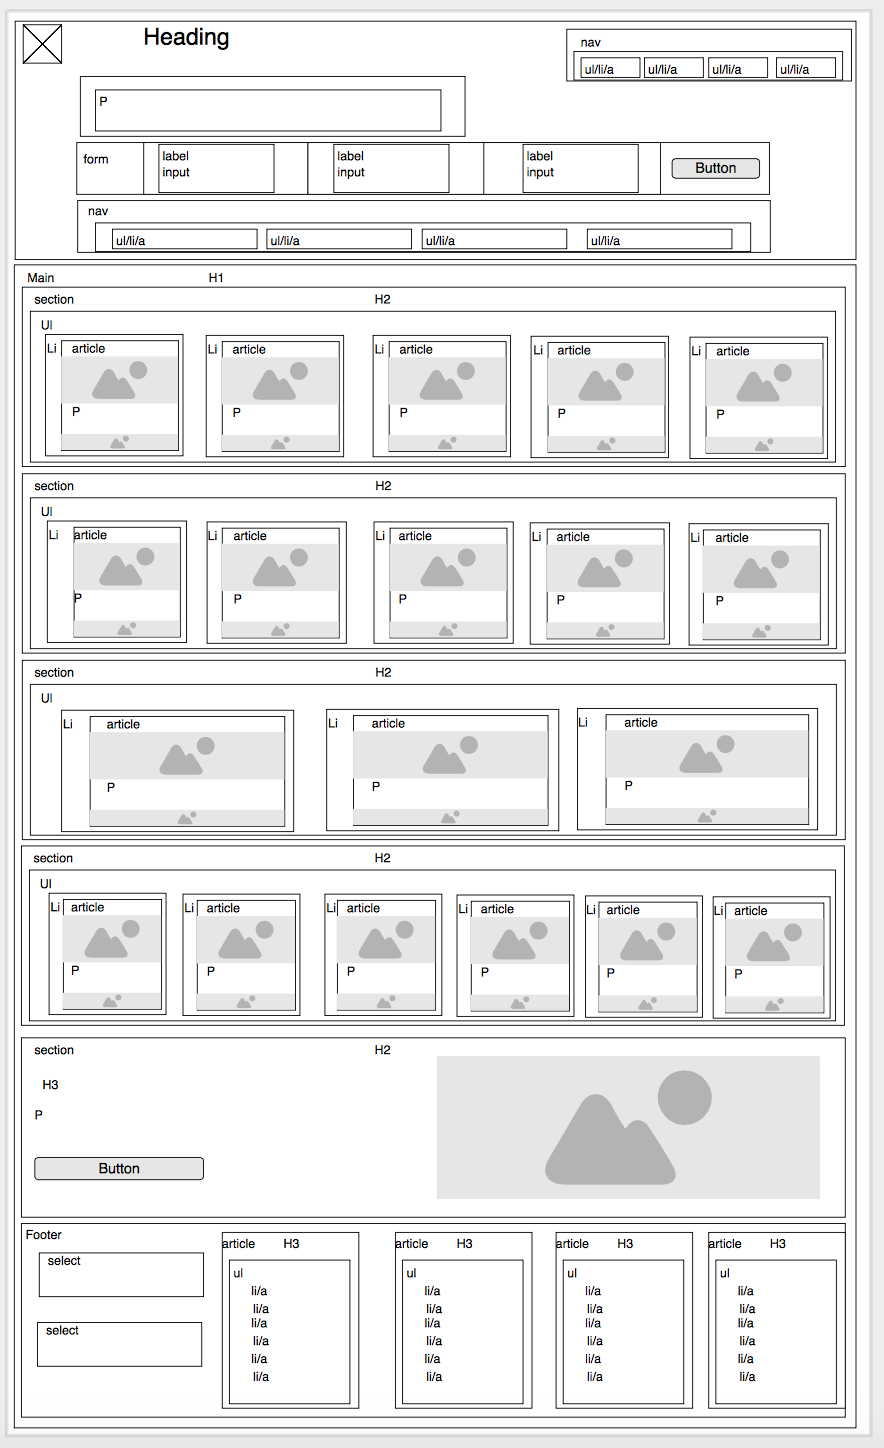 Heading
nav
ul/li/a ul/li/a ul/li/a ul/li/a
P
form
label label label
input input input
Button
nav
ul/li/a ul/li/a ul/li/a ul/li/a
Main H1
section H2
Ul
Li article Li article Li article Li article Li article
P P P P P
section H2
Ul
Li article Li article Li article Li article Li article
P P P P P
section H2
Ul
Li article Li article Li article
P P P
section H2
Ul
Li article Li article Li article Li article Li article Li article
P P P P P P
section H2
H3
P
Button
Footer
select
select
article H3
ul
li/a
li/a
li/a
li/a
li/a
li/a
article H3
ul
li/a
li/a
li/a
li/a
li/a
li/a
article H3
ul
li/a
li/a
li/a
li/a
li/a
li/a
article H3
ul
li/a
li/a
li/a
li/a
li/a
li/a